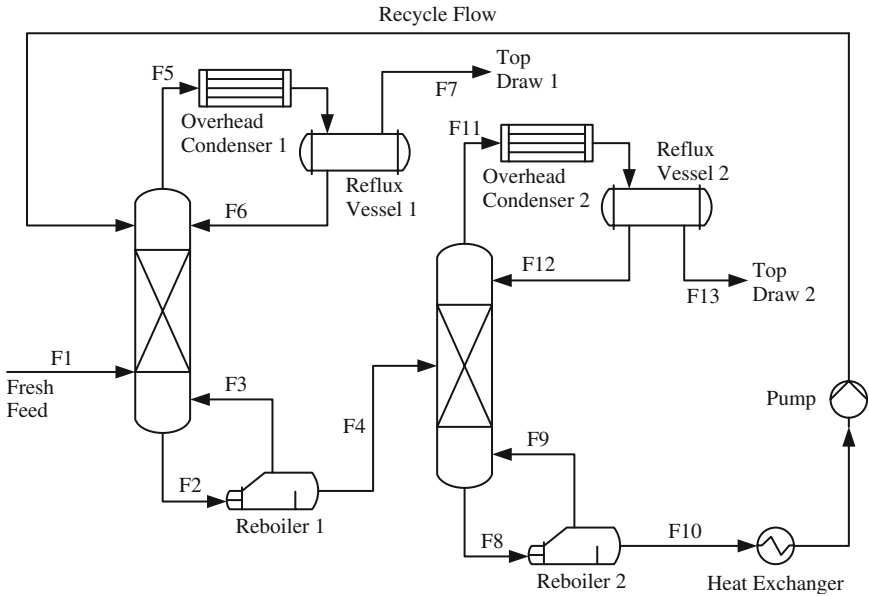 Recycle Flow
F5
Overhead
Condenser 1
F7
Top
Draw 1
Reflux
Vessel 1
F6
F11
Overhead
Condenser 2
Reflux
Vessel 2
F12
F13
Top
Draw 2
F1
Fresh
Feed
F3
F4
F2
Reboiler 1
Pump
F9
F8
F10
Reboiler 2
Heat Exchanger